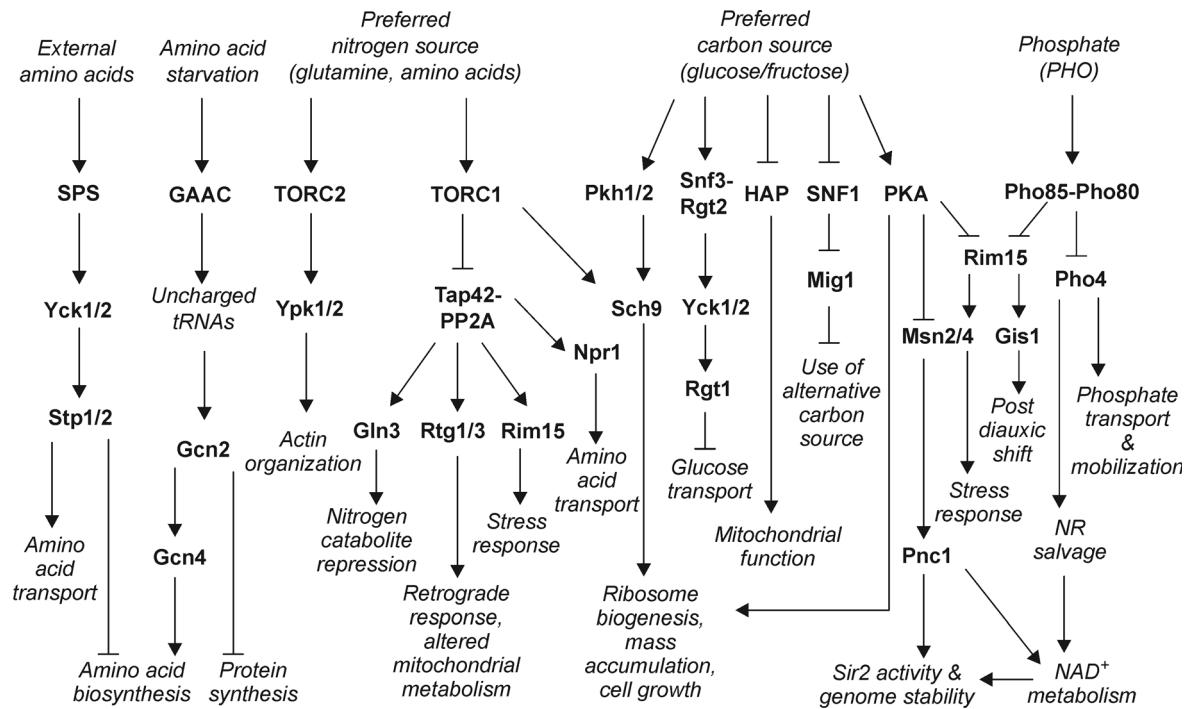 External
amino acids
Amino acid
starvation
Preferred
nitrogen source
(glutamine, amino acids)
Preferred
carbon source
(glucose/fructose)
Phosphate
(PHO)
SPS
GAAC
TORC2
TORC1
Pkh1/2
Snf3-
Rgt2
HAP
SNF1
PKA
Pho85-Pho80
Rim15
Yck1/2
Uncharged
tRNAs
Ypk1/2
Tap42-
PP2A
Sch9
Yck1/2
Mig1
Pho4
Npr1
Msn2/4
Gis1
Stp1/2
Gcn2
Actin
organization
Gln3
Rtg1/3
Rim15
Amino
acid
transport
Rgt1
Glucose
transport
Use of
alternative
carbon
source
Post
diauxic
shift
Phosphate
transport
&
mobilization
Amino
acid
transport
Gcn4
Nitrogen
catabolite
repression
Stress
response
Mitochondrial
function
Stress
response
Pnc1
NR
salvage
Retrograde
response,
altered
mitochondrial
metabolism
Ribosome
biogenesis,
mass
accumulation,
cell growth
Amino acid
biosynthesis
Protein
synthesis
Sir2 activity &
genome stability
NAD+
metabolism